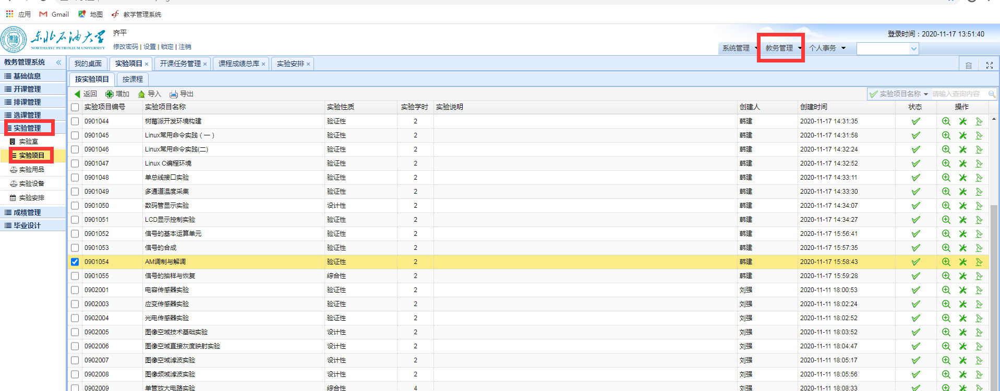 应用 Gmail 地图 教学管理系统
东北石油大学
NORTHEAST PETROLEUM UNIVERSITY
齐平
修改密码 | 设置 | 锁定 | 注销
登录时间：2020-11-17 13:51:40
系统管理 教务管理 个人事务
教务管理系统
基础信息
开课管理
排课管理
选课管理
实验管理
实验室
实验项目
实验用品
实验设备
实验安排
成绩管理
毕业设计
我的桌面 实验项目 × 开课任务管理 × 课程成绩总库 × 实验安排 ×
按实验项目 按课程
返回 增加 导入 导出 实验项目名称 请输入查询内容
实验项目编号 实验项目名称 实验性质 实验学时 实验说明 创建人 创建时间 状态 操作
0901044 树莓派开发环境构建 验证性 2 韩建 2020-11-17 14:31:35
0901045 Linux常用命令实践（一） 验证性 2 韩建 2020-11-17 14:31:58
0901046 Linux常用命令实践(二) 验证性 2 韩建 2020-11-17 14:32:24
0901047 Linux C编程环境 验证性 2 韩建 2020-11-17 14:32:52
0901048 单总线接口实验 验证性 2 韩建 2020-11-17 14:33:11
0901049 多通道温度采集 验证性 2 韩建 2020-11-17 14:33:30
0901050 数码管显示实验 设计性 2 韩建 2020-11-17 14:34:07
0901051 LCD显示控制实验 验证性 2 韩建 2020-11-17 14:34:27
0901052 信号的基本运算单元 验证性 2 韩建 2020-11-17 15:56:41
0901053 信号的合成 验证性 2 韩建 2020-11-17 15:57:35
0901054 AM调制与解调 验证性 2 韩建 2020-11-17 15:58:43
0901055 信号的抽样与恢复 综合性 2 韩建 2020-11-17 15:59:28
0902001 电容传感器实验 验证性 2 刘强 2020-11-11 18:00:53
0902003 应变传感器实验 验证性 2 刘强 2020-11-11 18:02:24
0902004 光电传感器实验 验证性 2 刘强 2020-11-11 18:02:52
0902005 图像空域技术基础实验 设计性 2 刘强 2020-11-11 18:03:52
0902006 图像空域直接灰度映射实验 设计性 2 刘强 2020-11-11 18:04:47
0902007 图像空域滤波实验 设计性 2 刘强 2020-11-11 18:05:17
0902008 图像频域滤波实验 设计性 2 刘强 2020-11-11 18:05:56
0902009 单管放大电路实验 综合性 4 刘强 2020-11-11 18:08:33